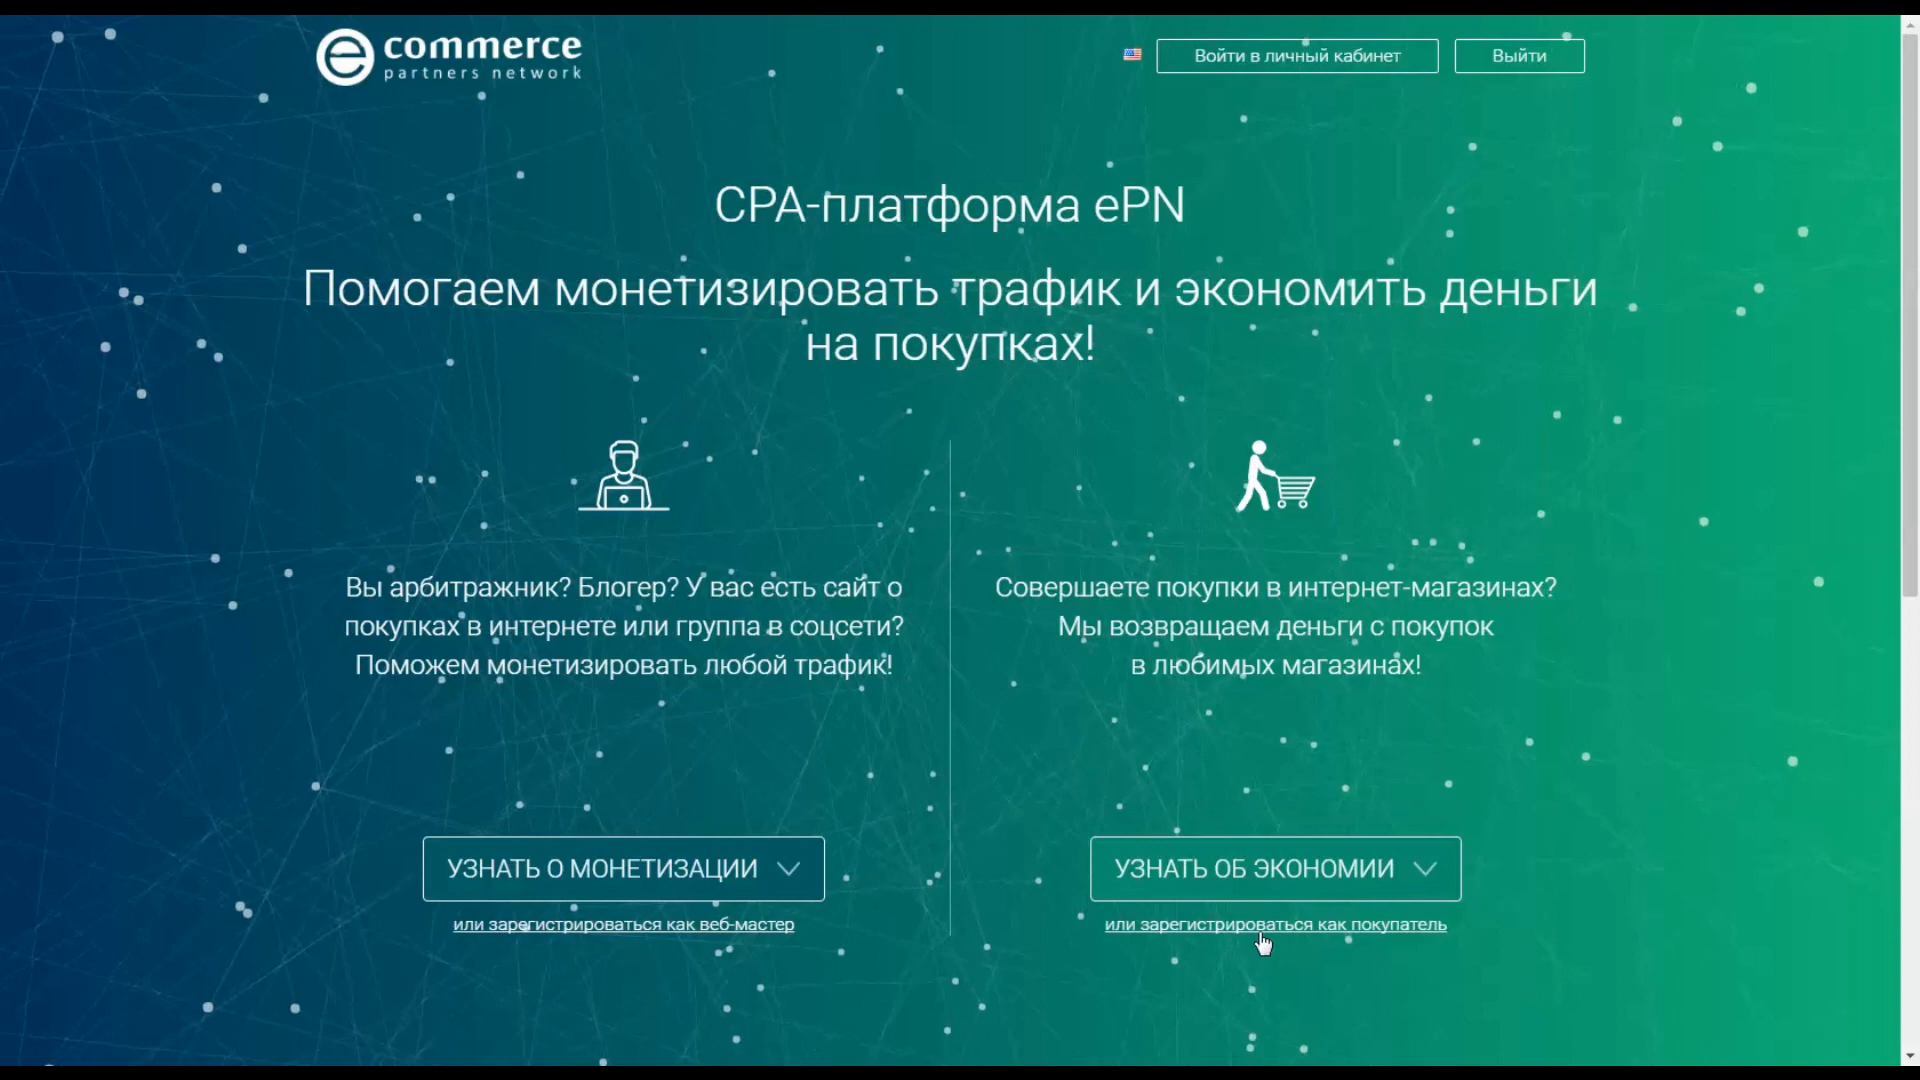 e commerce
partners network
Войти в личный кабинет
Выйти
CPA-платформа ePN
Помогаем монетизировать трафик и экономить деньги
на покупках!
Вы арбитражник? Блогер? У вас есть сайт о
покупках в интернете или группа в соцсети?
Поможем монетизировать любой трафик!
УЗНАТЬ О МОНЕТИЗАЦИИ
или зарегистрироваться как веб-мастер
Совершаете покупки в интернет-магазинах?
Мы возвращаем деньги с покупок
в любимых магазинах!
УЗНАТЬ ОБ ЭКОНОМИИ
или зарегистрироваться как покупатель